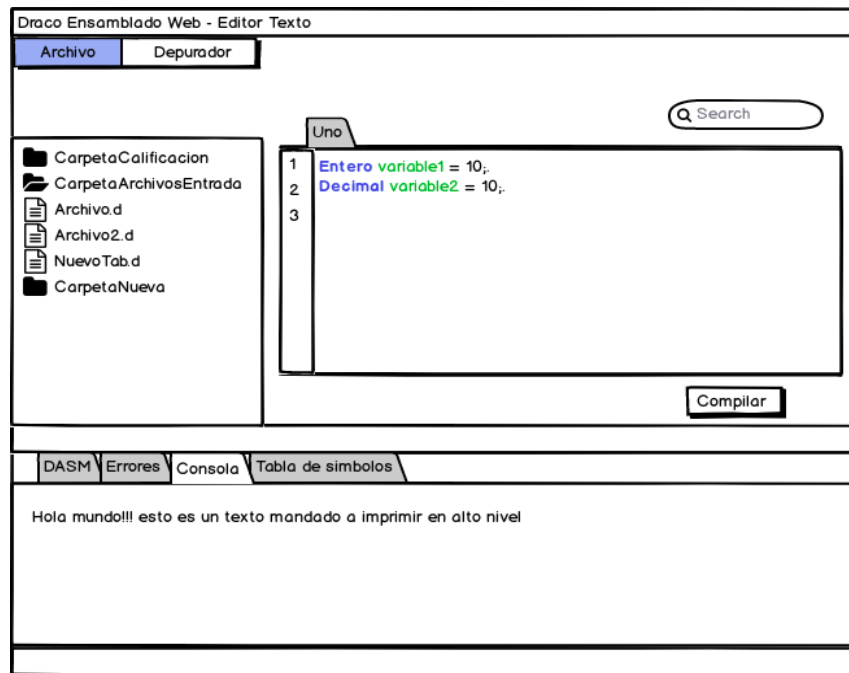 Draco Ensamblado Web - Editor Texto
Archivo Depurador
Search
Uno
CarpetaCalificacion
CarpetaArchivosEntrada
Archivo.d
Archivo2.d
NuevoTab.d
CarpetaNueva
1 Entero variable1 = 10;.
2 Decimal variable2 = 10;.
3
Compilar
DASM Errores Consola Tabla de simbolos
Hola mundo!!! esto es un texto mandado a imprimir en alto nivel